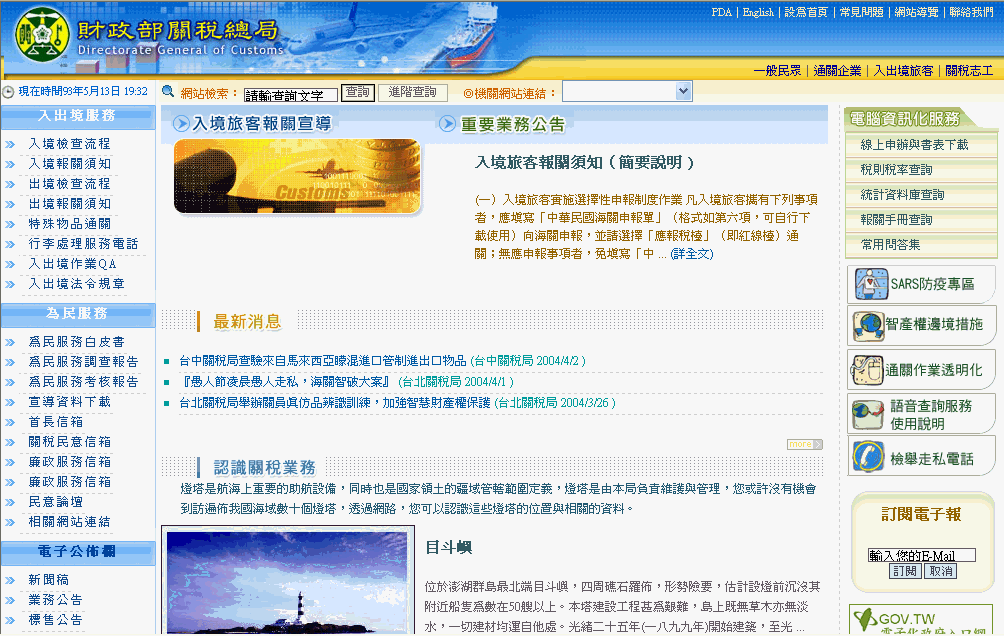 PDA | English | 設為首頁 | 常見問題 | 網站導覽 | 聯絡我們
財政部關稅總局
Directorate General of Customs
一般民眾 | 通關企業 | 入出境旅客 | 關稅志工
現在時間93年5月13日 19:32
網站檢索：
請輸查詢文字
查詢
進階查詢
◎機關網站連結：
入出境服務
入境檢查流程
入境報關須知
出境檢查流程
出境報關須知
特殊物品通關
行李處理服務電話
入出境作業QA
入出境法令規章
為民服務
為民服務白皮書
為民服務調查報告
為民服務考核報告
宣導資料下載
首長信箱
關稅民意信箱
廉政服務信箱
廉政服務信箱
民意論壇
相關網站連結
電子公佈欄
新聞稿
業務公告
標售公告
入境旅客報關宣導
重要業務公告
Customs
入境旅客報關須知（簡要說明）
(一) 入境旅客實施選擇性申報制度作業 凡入境旅客攜有下列事項
者，應填寫「中華民國海關申報單」（格式如第六項，可自行下
載使用）向海關申報，並請選擇「應報稅檯」（即紅線檯）通
關；無應申報事項者，免填寫「中 ... (詳全文)
最新消息
台中關稅局查驗來自馬來西亞矇混進口管制進出口物品 (台中關稅局 2004/4/2 )
『愚人節凌晨愚人走私，海關智破大案』 (台北關稅局 2004/4/1 )
台北關稅局舉辦關員真仿品辨識訓練，加強智慧財產權保護 (台北關稅局 2004/3/26 )
more
認識關稅業務
燈塔是航海上重要的助航設備，同時也是國家領土的疆域管轄範圍定義，燈塔是由本局負責維護與管理，您或許沒有機會
到訪遍佈我國海域數十個燈塔，透過網路，您可以認識這些燈塔的位置與相關的資料。
目斗嶼
位於澎湖群島最北端目斗嶼，四周礁石羅佈，形勢險要，估計設燈前沉沒其
附近船隻為數在50艘以上。本塔建設工程甚為艱難，島上既無草木亦無淡
水，一切建材均運自他處。光緒二十五年(一八九九年)開始建築，至光 ...
電腦資訊化服務
線上申辦與書表下載
稅則稅率查詢
統計資料庫查詢
報關手冊查詢
常用問答集
SARS防疫專區
智產權邊境措施
通關作業透明化
語音查詢服務
使用說明
檢舉走私電話
訂閱電子報
輸入您的E-Mail
訂閱
取消
GOV.TW
電子化政府入口網